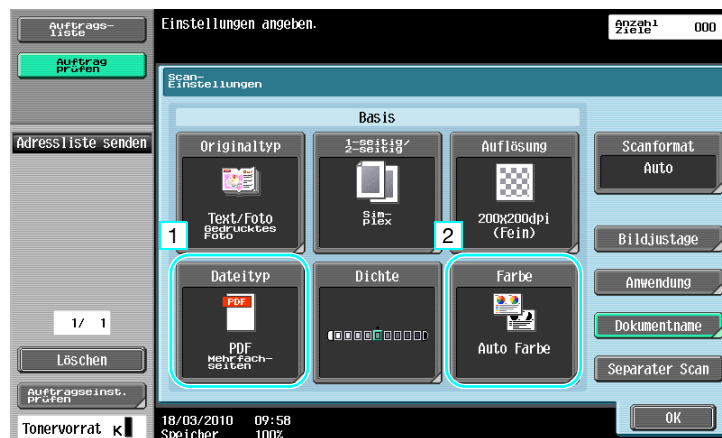 Auftrags-
liste
Einstellungen angeben.
Anzahl
Ziele
000
Auftrag
prüfen
Scan-
Einstellungen
Basis
Adressliste senden
Originaltyp
1-seitig/
2-seitig
Auflösung
Scanformat
Auto
Text/Foto
Gedrucktes
Foto
Sim-
plex
200x200dpi
(Fein)
1
2
Bildjustage
Dateityp
Dichte
Farbe
Anwendung
PDF
1/ 1
Dokumentname
PDF
Mehrfach-
seiten
Auto Farbe
Löschen
Separater Scan
Auftragseinst.
prüfen
OK
Tonervorrat K
18/03/2010 09:58
Speicher 100%